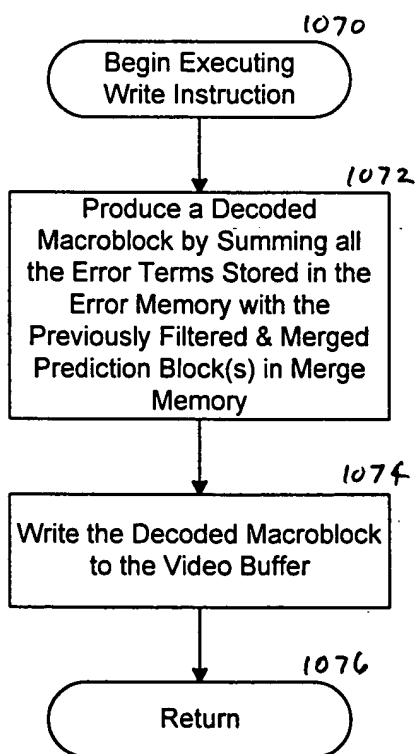 1070
Begin Executing
Write Instruction
1072
Produce a Decoded
Macroblock by Summing all
the Error Terms Stored in the
Error Memory with the
Previously Filtered & Merged
Prediction Block(s) in Merge
Memory
1074
Write the Decoded Macroblock
to the Video Buffer
1076
Return